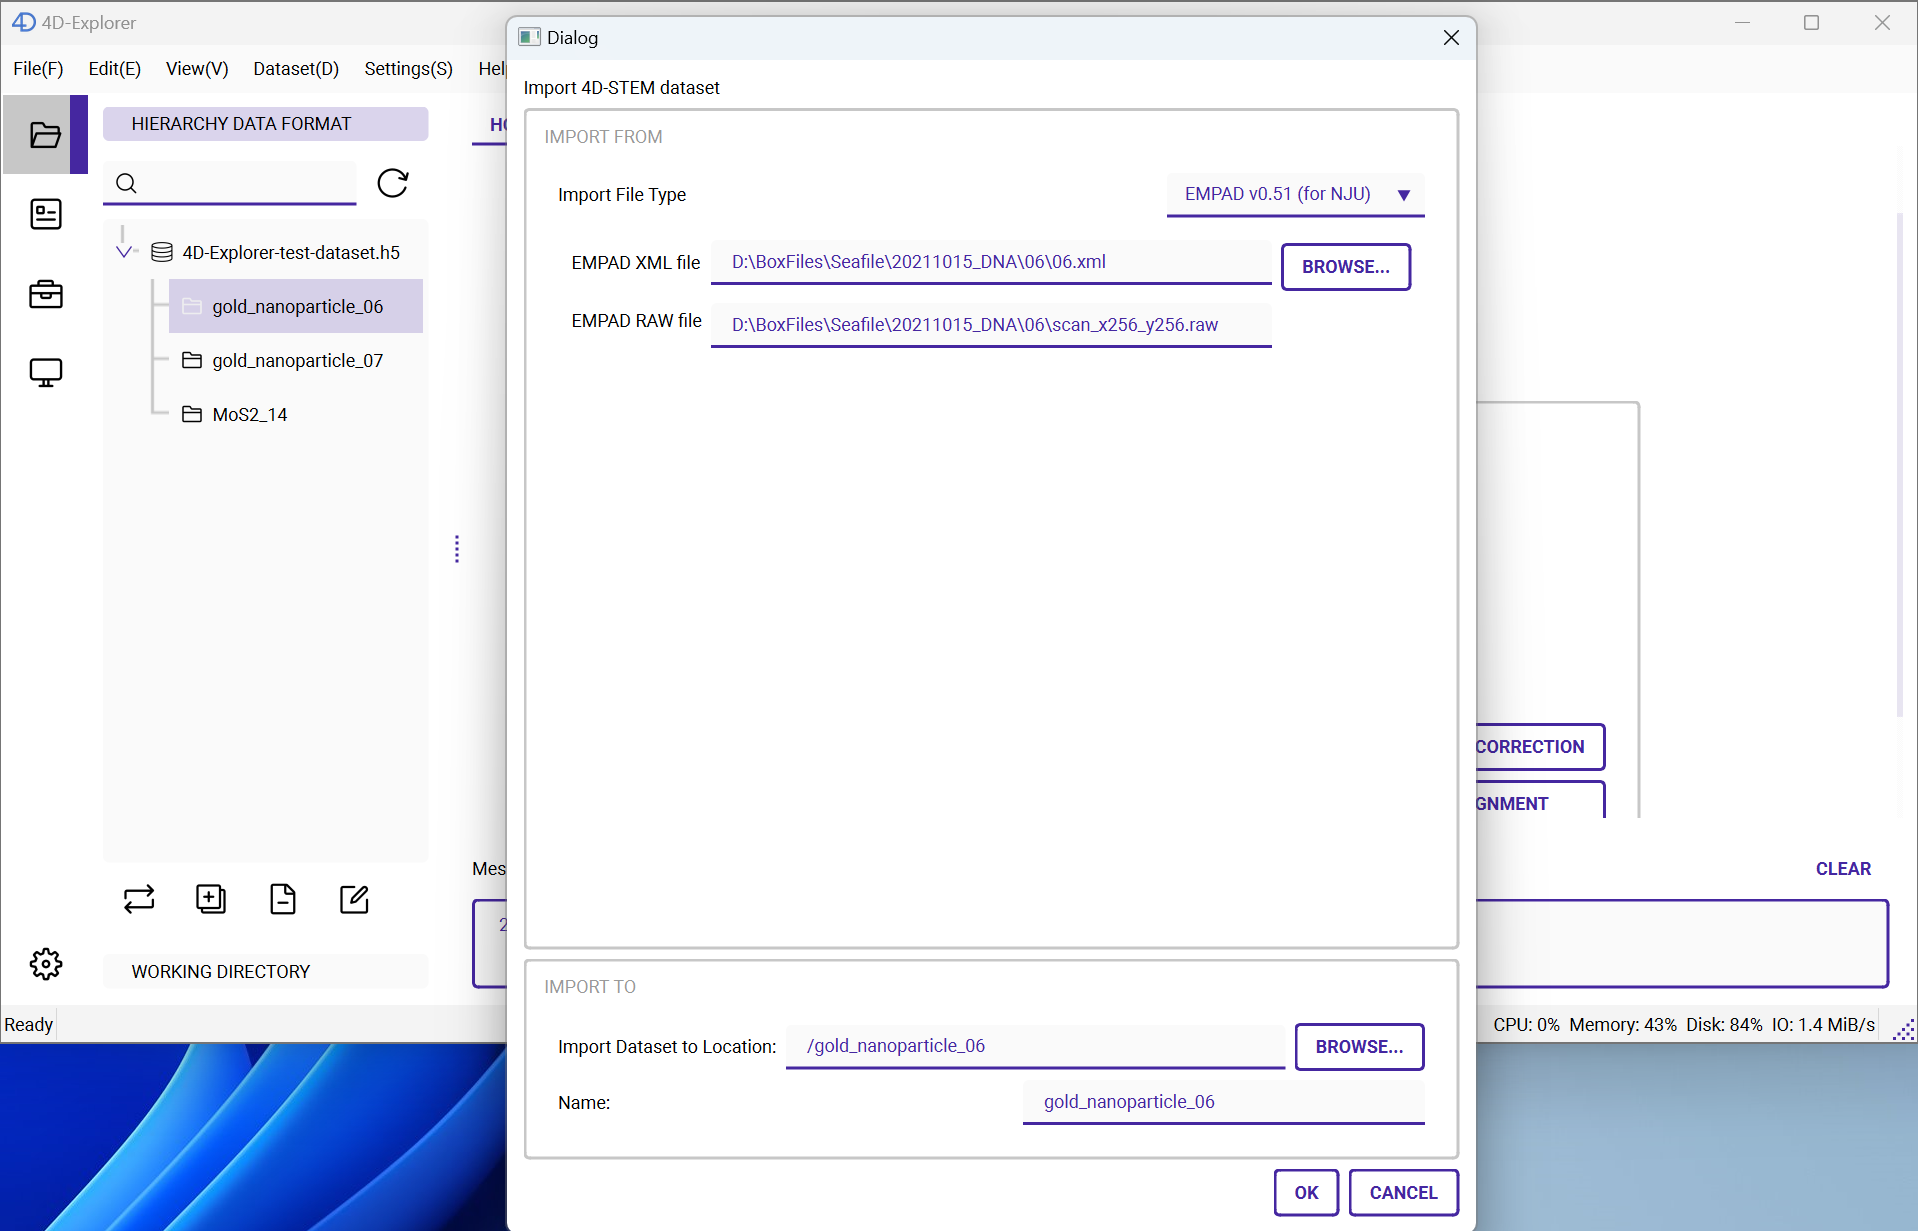 4D-Explorer
File(F) Edit(E) View(V) Dataset(D) Settings(S) Help
HIERARCHY DATA FORMAT
4D-Explorer-test-dataset.h5
gold_nanoparticle_06
gold_nanoparticle_07
MoS2_14
WORKING DIRECTORY
Ready
Dialog
Import 4D-STEM dataset
IMPORT FROM
Import File Type
EMPAD v0.51 (for NJU)
EMPAD XML file
D:\BoxFiles\Seafile\20211015_DNA\06\06.xml
BROWSE...
EMPAD RAW file
D:\BoxFiles\Seafile\20211015_DNA\06\scan_x256_y256.raw
IMPORT TO
Import Dataset to Location:
/gold_nanoparticle_06
BROWSE...
Name:
gold_nanoparticle_06
OK
CANCEL
CORRECTION
GNMENT
Mes
CLEAR
2
CPU: 0% Memory: 43% Disk: 84% IO: 1.4 MiB/s